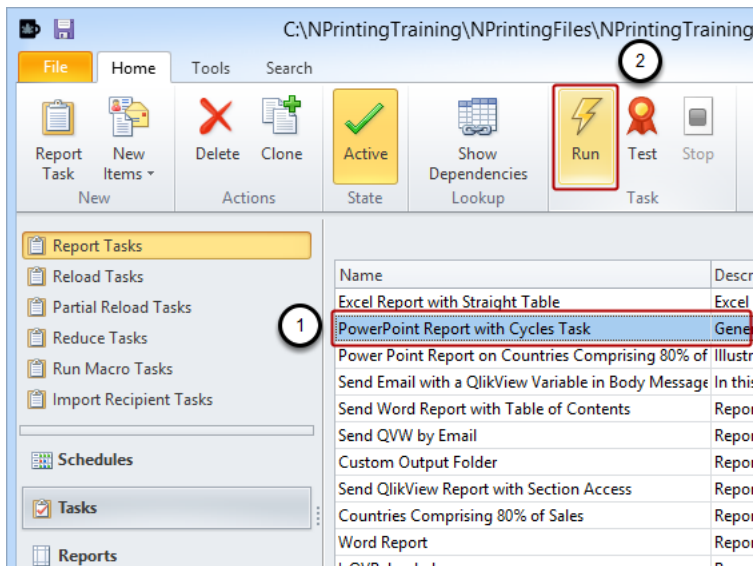 C:\NPrintingTraining\NPrintingFiles\NPrintingTraining
File Home Tools Search
2
Report Task
New Items
Delete
Clone
Active
Show Dependencies
Run
Test
Stop
New
Actions
State
Lookup
Task
Report Tasks
Reload Tasks
Partial Reload Tasks
Reduce Tasks
Run Macro Tasks
Import Recipient Tasks
Schedules
Tasks
Reports
1
Name Descr
Excel Report with Straight Table Excel
PowerPoint Report with Cycles Task Gene
Power Point Report on Countries Comprising 80% of Illustr
Send Email with a QlikView Variable in Body Message In this
Send Word Report with Table of Contents Repor
Send QVW by Email Repor
Custom Output Folder Repor
Send QlikView Report with Section Access Repor
Countries Comprising 80% of Sales Repor
Word Report Repor